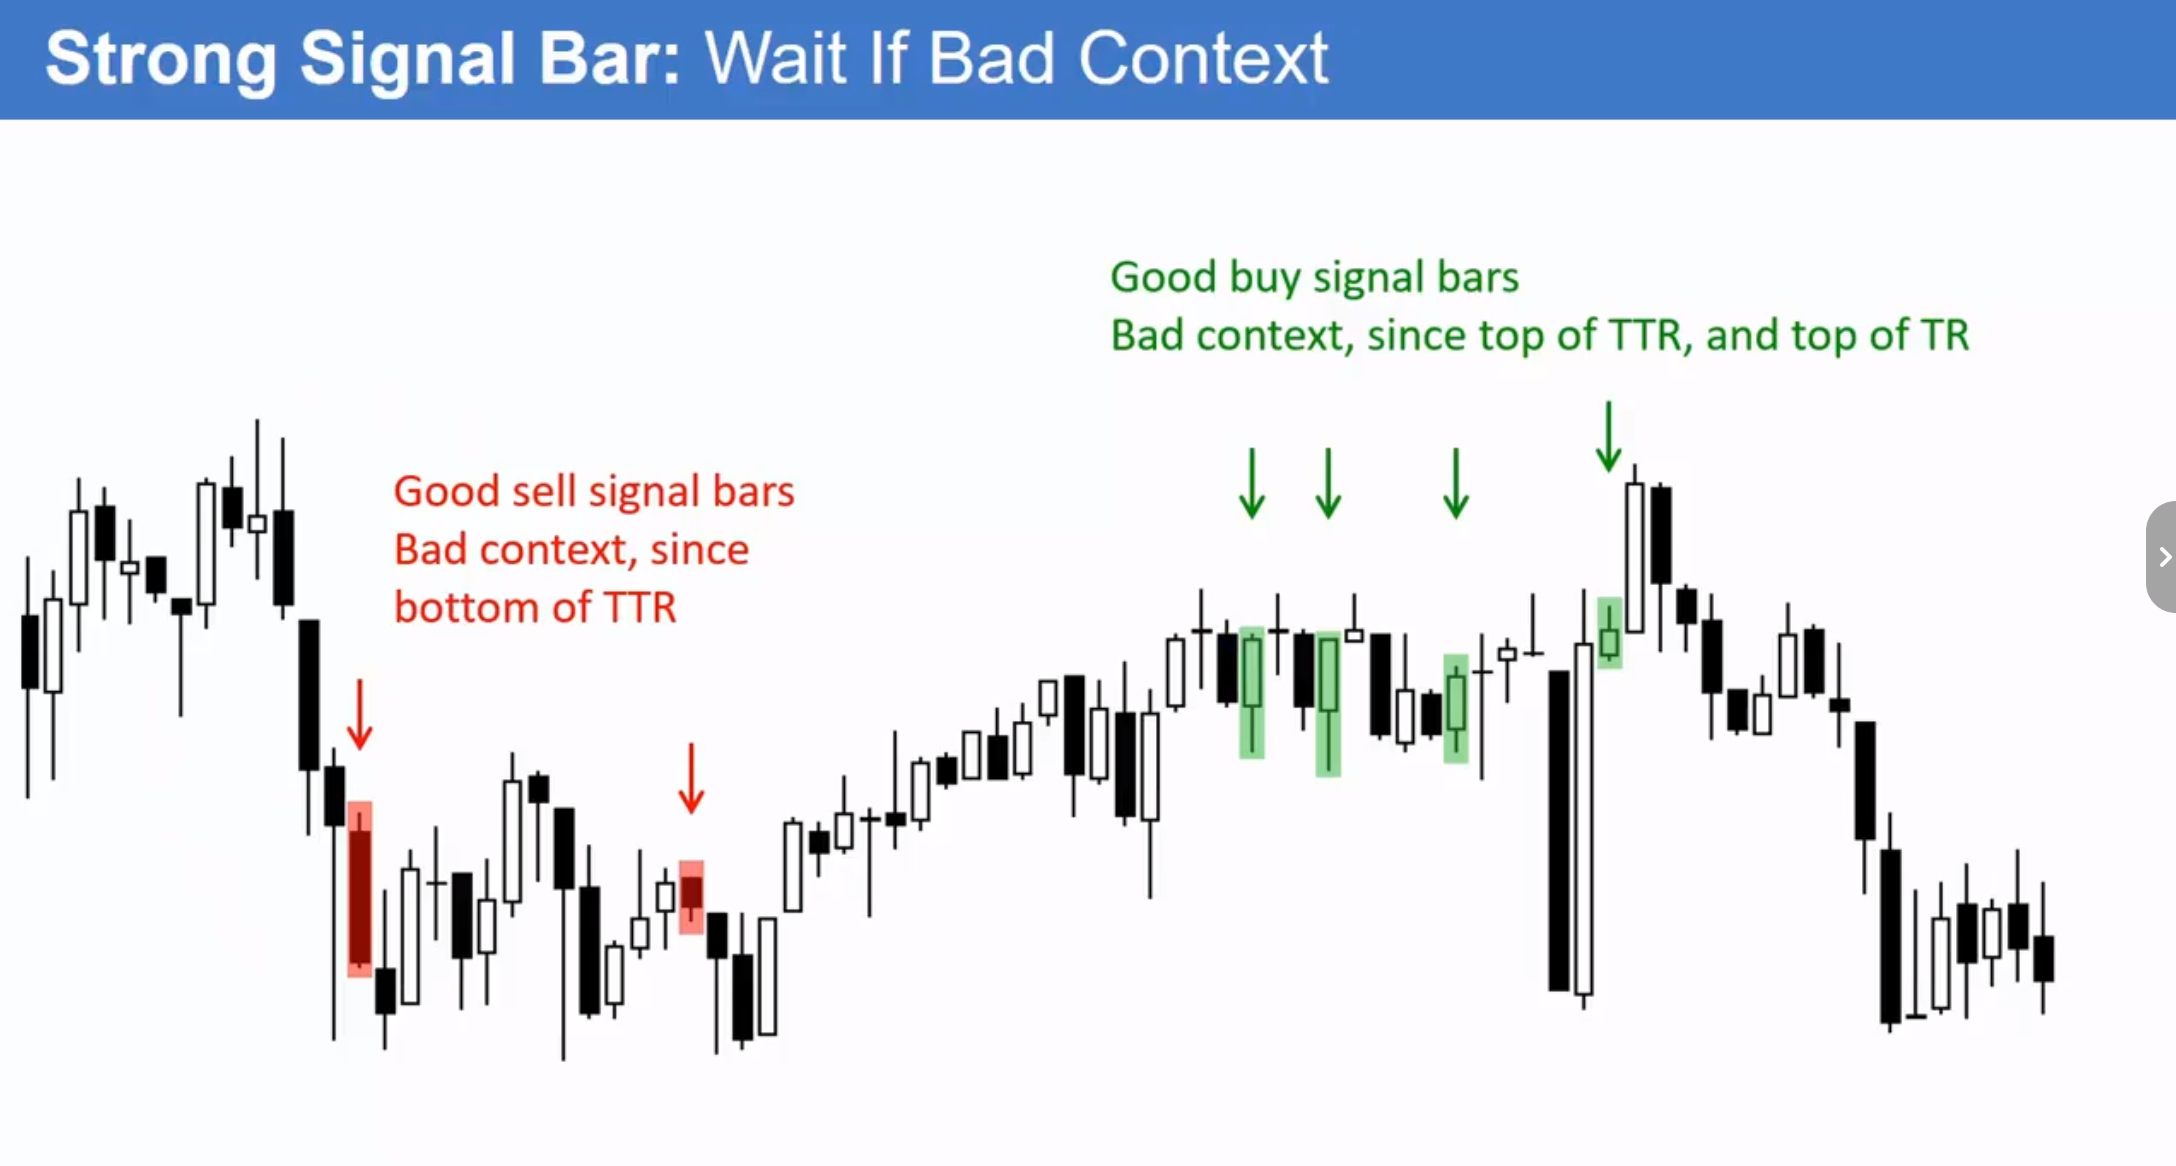 Strong Signal Bar: Wait If Bad Context
Good buy signal bars
Bad context, since top of TTR, and top of TR
Good sell signal bars
Bad context, since
bottom of TTR